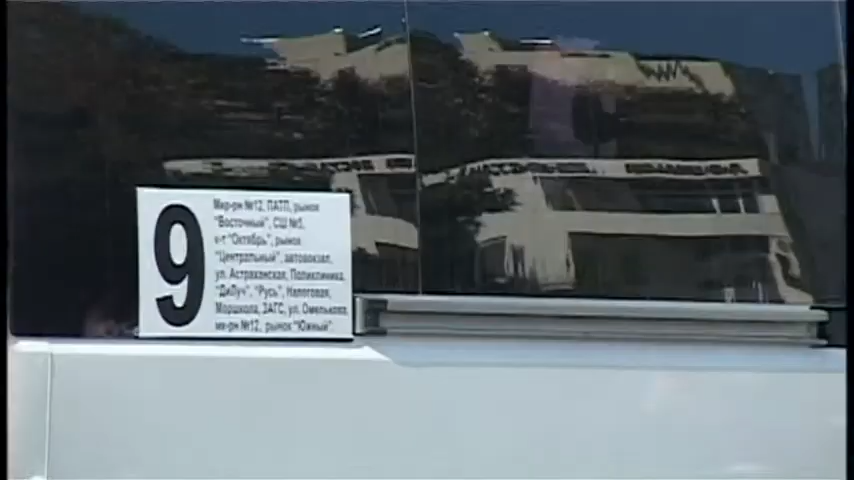 9
Мкр-рн №12, ПАТП, рынок
"Восточный", СШ №5,
к-т "Октябрь", рынок
"Центральный", автовокзал,
ул. Астраханская, Поликлиника,
"ДиЛуч", "Русь", Налоговая,
Моршкола, ЗАГС, ул. Омелькова,
мк-рн №12, рынок "Южный".